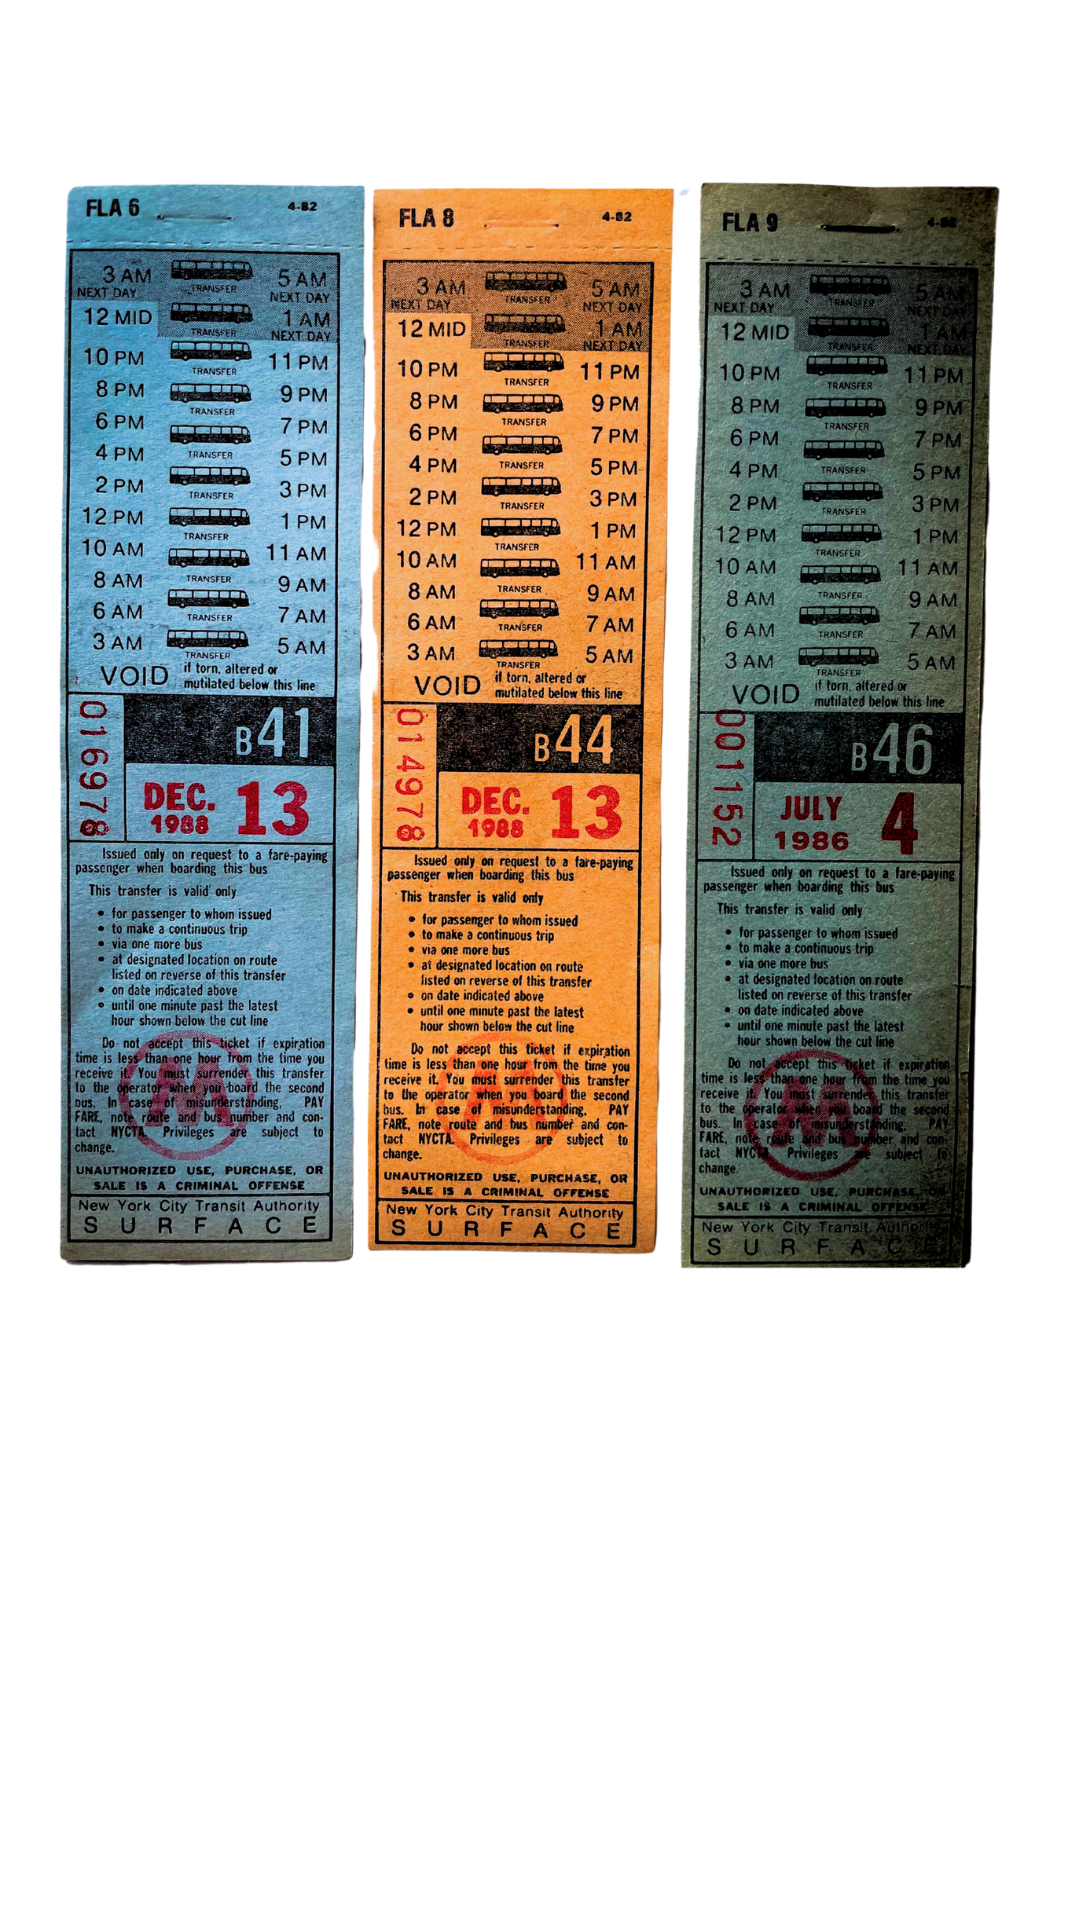 FLA 6 4-82
3 AM NEXT DAY TRANSFER 5 AM NEXT DAY
12 MID TRANSFER 1 AM NEXT DAY
10 PM TRANSFER 11 PM
8 PM TRANSFER 9 PM
6 PM TRANSFER 7 PM
4 PM TRANSFER 5 PM
2 PM TRANSFER 3 PM
12 PM TRANSFER 1 PM
10 AM TRANSFER 11 AM
8 AM TRANSFER 9 AM
6 AM TRANSFER 7 AM
3 AM TRANSFER 5 AM
VOID if torn, altered or
mutilated below this line
016978
B41
DEC. 13
1988
Issued only on request to a fare-paying
passenger when boarding this bus
This transfer is valid only
• for passenger to whom issued
• to make a continuous trip
• via one more bus
• at designated location on route
listed on reverse of this transfer
• on date indicated above
• until one minute past the latest
hour shown below the cut line
Do not accept this ticket if expiration
time is less than one hour from the time you
receive it. You must surrender this transfer
to the operator when you board the second
bus. In case of misunderstanding, PAY
FARE, note route and bus number and con-
tact NYCTA. Privileges are subject to
change.
UNAUTHORIZED USE, PURCHASE, OR
SALE IS A CRIMINAL OFFENSE
New York City Transit Authority
SURFACE
FLA 8 4-82
3 AM NEXT DAY TRANSFER 5 AM NEXT DAY
12 MID TRANSFER 1 AM NEXT DAY
10 PM TRANSFER 11 PM
8 PM TRANSFER 9 PM
6 PM TRANSFER 7 PM
4 PM TRANSFER 5 PM
2 PM TRANSFER 3 PM
12 PM TRANSFER 1 PM
10 AM TRANSFER 11 AM
8 AM TRANSFER 9 AM
6 AM TRANSFER 7 AM
3 AM TRANSFER 5 AM
VOID if torn, altered or
mutilated below this line
014978
B44
DEC. 13
1988
Issued only on request to a fare-paying
passenger when boarding this bus
This transfer is valid only
• for passenger to whom issued
• to make a continuous trip
• via one more bus
• at designated location on route
listed on reverse of this transfer
• on date indicated above
• until one minute past the latest
hour shown below the cut line
Do not accept this ticket if expiration
time is less than one hour from the time you
receive it. You must surrender this transfer
to the operator when you board the second
bus. In case of misunderstanding, PAY
FARE, note route and bus number and con-
tact NYCTA. Privileges are subject to
change.
UNAUTHORIZED USE, PURCHASE, OR
SALE IS A CRIMINAL OFFENSE
New York City Transit Authority
SURFACE
FLA 9 4-82
3 AM NEXT DAY TRANSFER 5 AM NEXT DAY
12 MID TRANSFER AM NEXT DAY
10 PM TRANSFER 11 PM
8 PM TRANSFER 9 PM
6 PM TRANSFER 7 PM
4 PM TRANSFER 5 PM
2 PM TRANSFER 3 PM
12 PM TRANSFER 1 PM
10 AM TRANSFER 11 AM
8 AM TRANSFER 9 AM
6 AM TRANSFER 7 AM
3 AM TRANSFER 5 AM
VOID if torn, altered or
mutilated below this line
001152
B46
JULY 4
1986
Issued only on request to a fare-paying
passenger when boarding this bus
This transfer is valid only
• for passenger to whom issued
• to make a continuous trip
• via one more bus
• at designated location on route
listed on reverse of this transfer
• on date indicated above
• until one minute past the latest
hour shown below the cut line
Do not accept this ticket if expiration
time is less than one hour from the time you
receive it. You must surrender this transfer
to the operator when you board the second
bus. In case of misunderstanding, PAY
FARE, note route and bus number and con-
tact NYCTA. Privileges are subject to
change.
UNAUTHORIZED USE, PURCHASE, OR
SALE IS A CRIMINAL OFFENSE
New York City Transit Authority
SURFACE